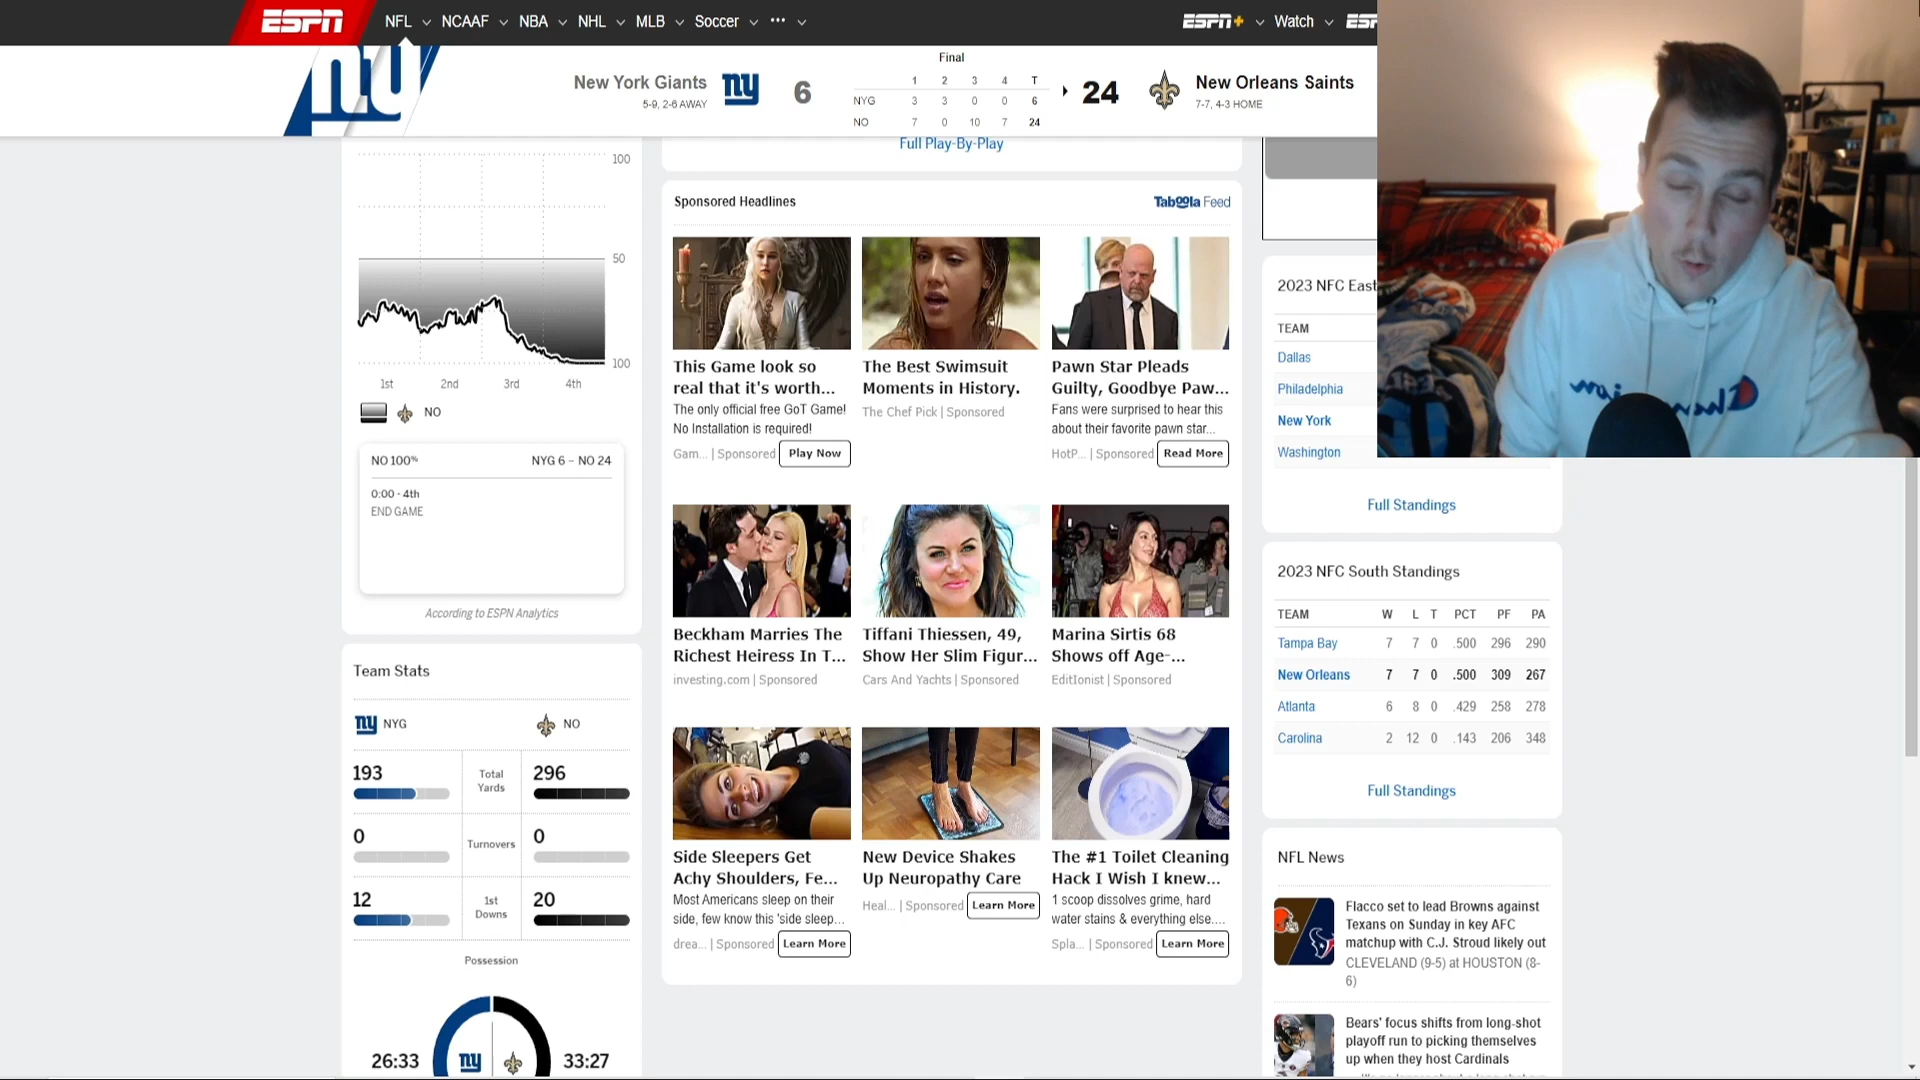 ESPN
NFL
NCAAF
NBA
NHL
MLB
Soccer
ESPN+
Watch
ESP
ny
New York Giants
5-9, 2-6 AWAY
ny
6
Final
1 2 3 4 T
NYG 3 3 0 0 6
NO 7 0 10 7 24
24
New Orleans Saints
7-7, 4-3 HOME
100
50
100
1st 2nd 3rd 4th
NO
NO 100% NYG 6 – NO 24
0:00 - 4th
END GAME
According to ESPN Analytics
Team Stats
ny NYG NO
193 Total Yards 296
0 Turnovers 0
12 1st Downs 20
Possession
26:33 ny 33:27
Full Play-By-Play
Sponsored Headlines
Taboola Feed
This Game look so
real that it's worth...
The only official free GoT Game!
No Installation is required!
Gam... | Sponsored
Play Now
The Best Swimsuit
Moments in History.
The Chef Pick | Sponsored
Pawn Star Pleads
Guilty, Goodbye Paw...
Fans were surprised to hear this
about their favorite pawn star...
HotP... | Sponsored
Read More
Beckham Marries The
Richest Heiress In T...
investing.com | Sponsored
Tiffani Thiessen, 49,
Show Her Slim Figur...
Cars And Yachts | Sponsored
Marina Sirtis 68
Shows off Age-...
EditIonist | Sponsored
Side Sleepers Get
Achy Shoulders, Fe...
Most Americans sleep on their
side, few know this 'side sleep...
drea... | Sponsored
Learn More
New Device Shakes
Up Neuropathy Care
Heal... | Sponsored
Learn More
The #1 Toilet Cleaning
Hack I Wish I knew...
1 scoop dissolves grime, hard
water stains & everything else....
Spla... | Sponsored
Learn More
2023 NFC East
TEAM
Dallas
Philadelphia
New York
Washington
Full Standings
2023 NFC South Standings
TEAM W L T PCT PF PA
Tampa Bay 7 7 0 .500 296 290
New Orleans 7 7 0 .500 309 267
Atlanta 6 8 0 .429 258 278
Carolina 2 12 0 .143 206 348
Full Standings
NFL News
Flacco set to lead Browns against
Texans on Sunday in key AFC
matchup with C.J. Stroud likely out
CLEVELAND (9-5) at HOUSTON (8-
6)
Bears' focus shifts from long-shot
playoff run to picking themselves
up when they host Cardinals
Champion